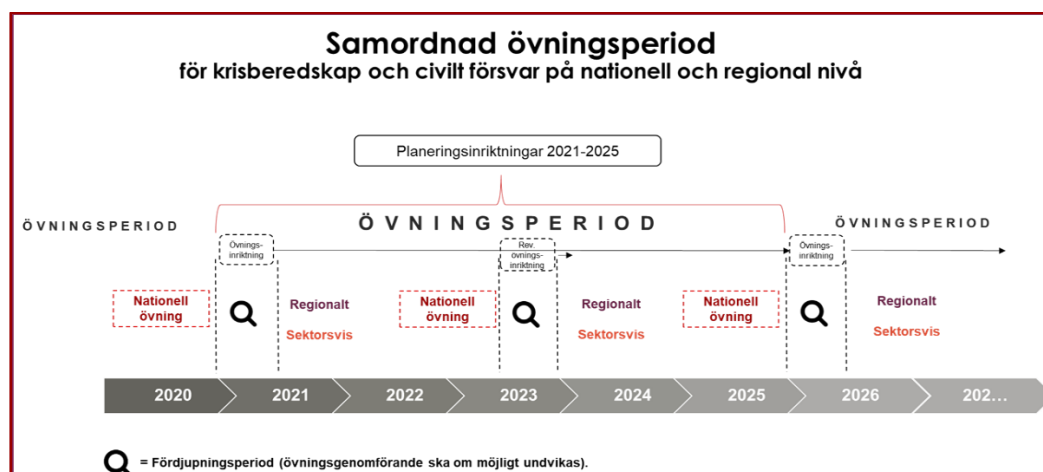 Samordnad övningsperiod
för krisberedskap och civilt försvar på nationell och regional nivå
Planeringsinriktningar 2021-2025
ÖVNINGSPERIOD
ÖVNINGSPERIOD
ÖVNINGSPERIOD
Övnings-
inriktning
Rev.
övnings-
inriktning
Övnings-
inriktning
Nationell
övning
Regionalt
Sektorsvis
Nationell
övning
Regionalt
Sektorsvis
Nationell
övning
Regionalt
Sektorsvis
2020
2021
2022
2023
2024
2025
2026
202...
= Fördjupningsperiod (övningsgenomförande ska om möjligt undvikas).